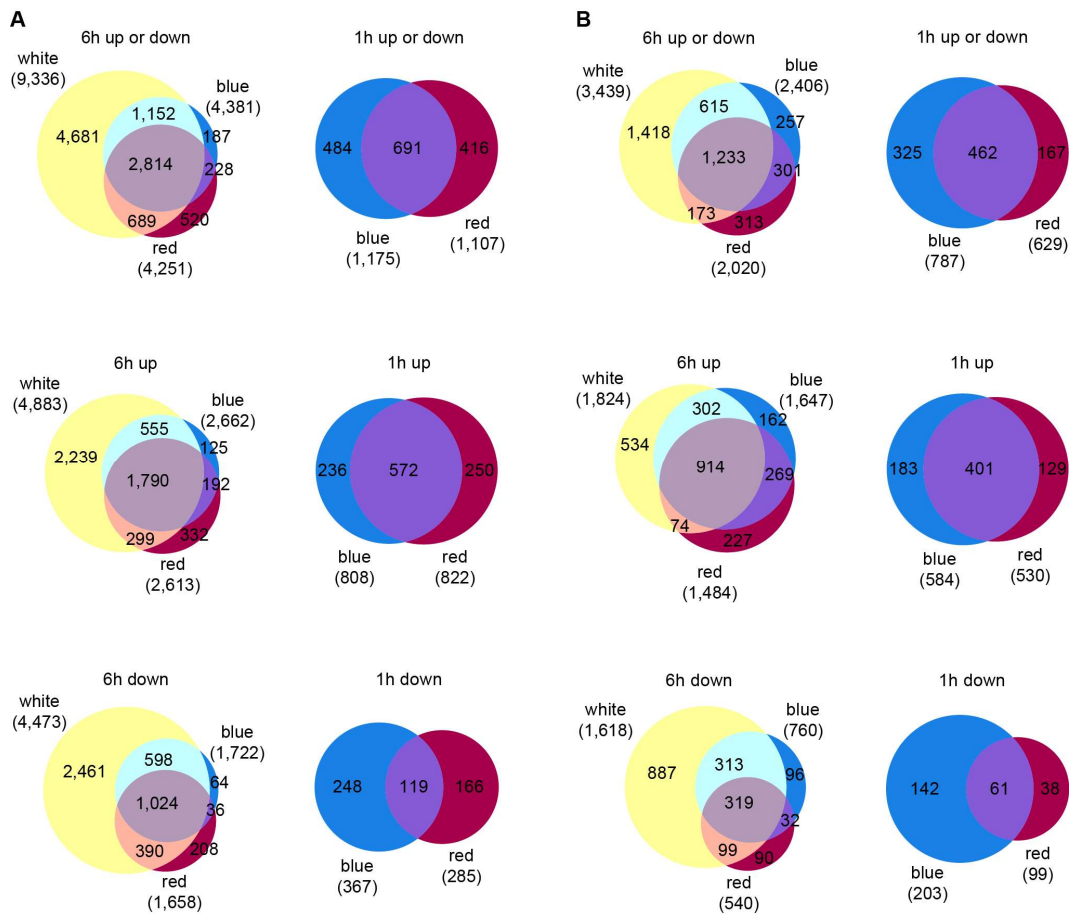 A
B
6h up or down
white
(9,336)
blue
(4,381)
1,152
4,681
187
2,814
228
689
520
red
(4,251)
1h up or down
484
691
416
blue
(1,175)
red
(1,107)
6h up or down
white
(3,439)
blue
(2,406)
615
1,418
257
1,233
301
173
313
red
(2,020)
1h up or down
325
462
167
blue
(787)
red
(629)
6h up
white
(4,883)
blue
(2,662)
555
2,239
125
1,790
192
299
332
red
(2,613)
1h up
236
572
250
blue
(808)
red
(822)
6h up
white
(1,824)
blue
(1,647)
302
162
534
914
269
74
227
red
(1,484)
1h up
183
401
129
blue
(584)
red
(530)
6h down
white
(4,473)
blue
(1,722)
598
2,461
64
1,024
36
390
208
red
(1,658)
1h down
248
119
166
blue
(367)
red
(285)
6h down
white
(1,618)
blue
(760)
313
887
96
319
32
99
90
red
(540)
1h down
142
61
38
blue
(203)
red
(99)